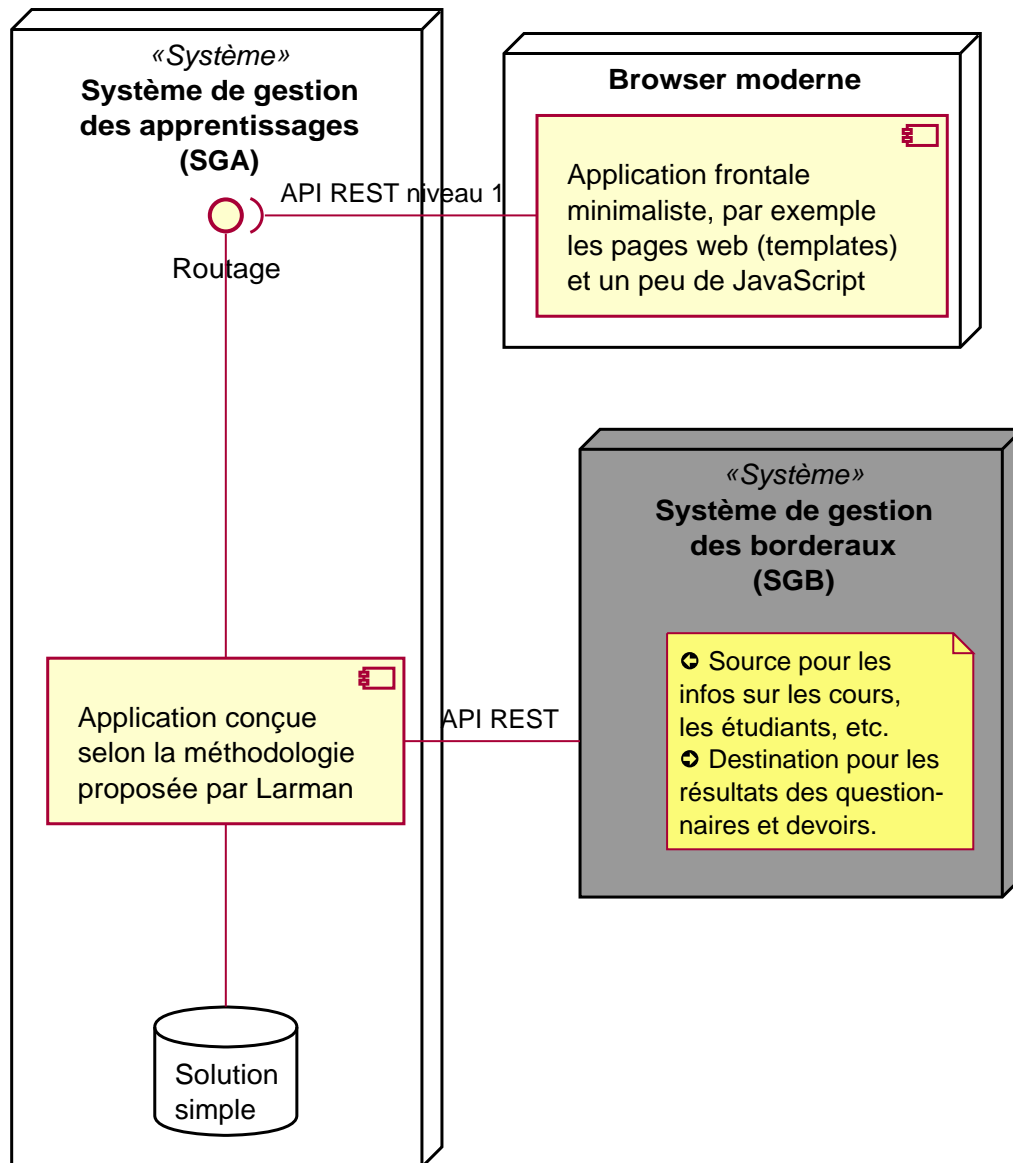 «Système»
Système de gestion
des apprentissages
(SGA)
API REST niveau 1
Routage
Browser moderne
Application frontale
minimaliste, par exemple
les pages web (templates)
et un peu de JavaScript
«Système»
Système de gestion
des borderaux
(SGB)
Source pour les
infos sur les cours,
les étudiants, etc.
Destination pour les
résultats des question-
naires et devoirs.
Application conçue
selon la méthodologie
proposée par Larman
API REST
Solution
simple